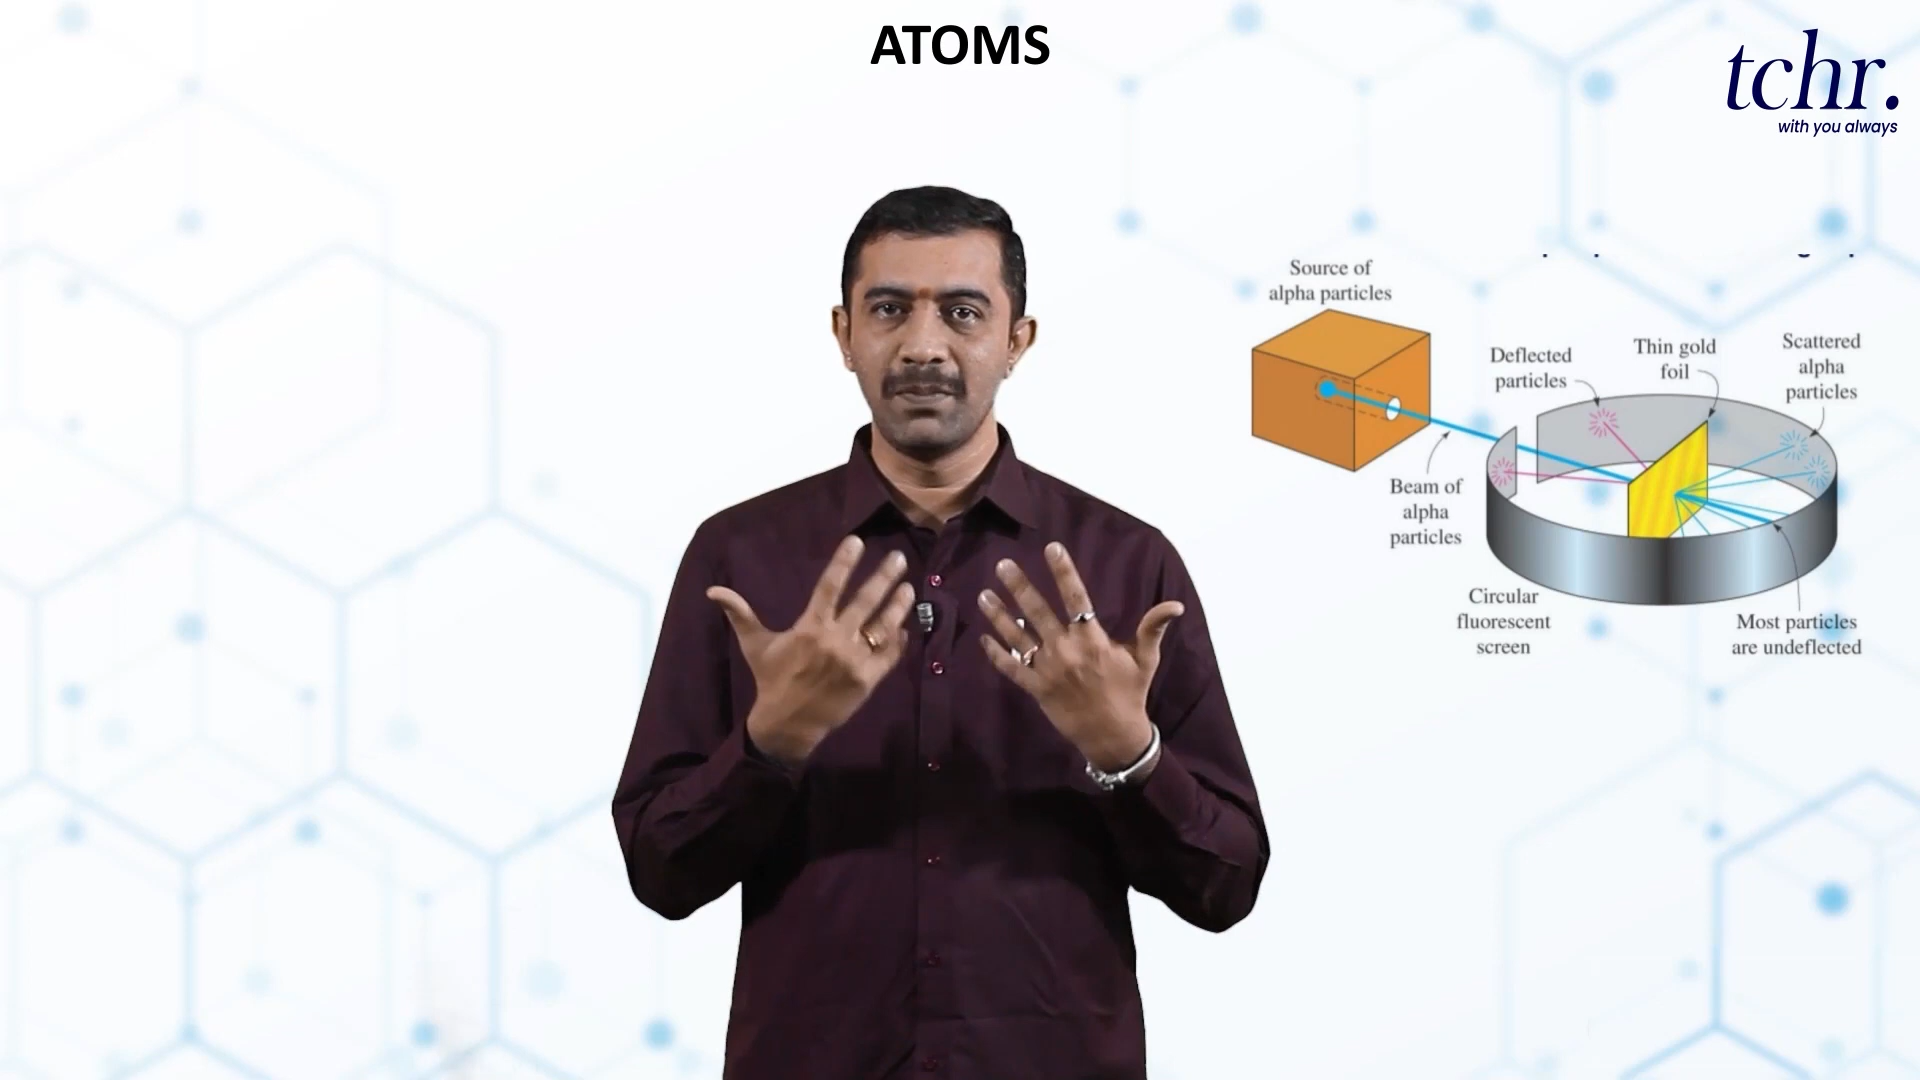 ATOMS
tchr.
with you always
Source of
alpha particles
Deflected
particles
Thin gold
foil
Scattered
alpha
particles
Beam of
alpha
particles
Circular
fluorescent
screen
Most particles
are undeflected